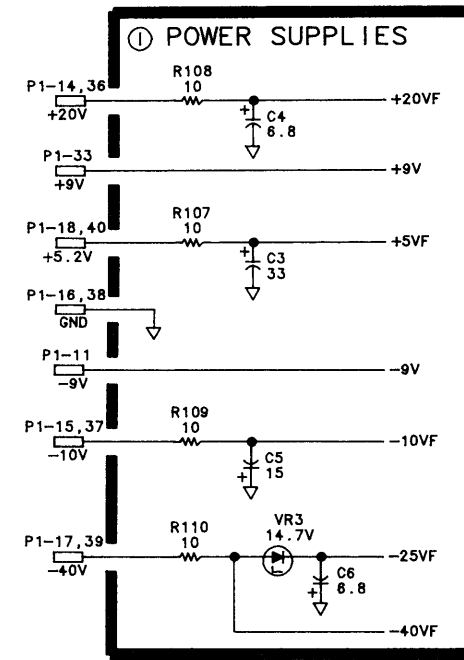 ① POWER SUPPLIES
R108
P1-14,36
10
+20VF
+20V
+
C4
6.8
P1-33
+9V
+9V
R107
P1-18,40
10
+5VF
+5.2V
+
C3
33
P1-16,38
GND
P1-11
-9V
-9V
R109
P1-15,37
10
-10VF
-10V
C5
+
15
VR3
R110
14.7V
P1-17,39
10
-25VF
-40V
C6
+
6.8
-40VF